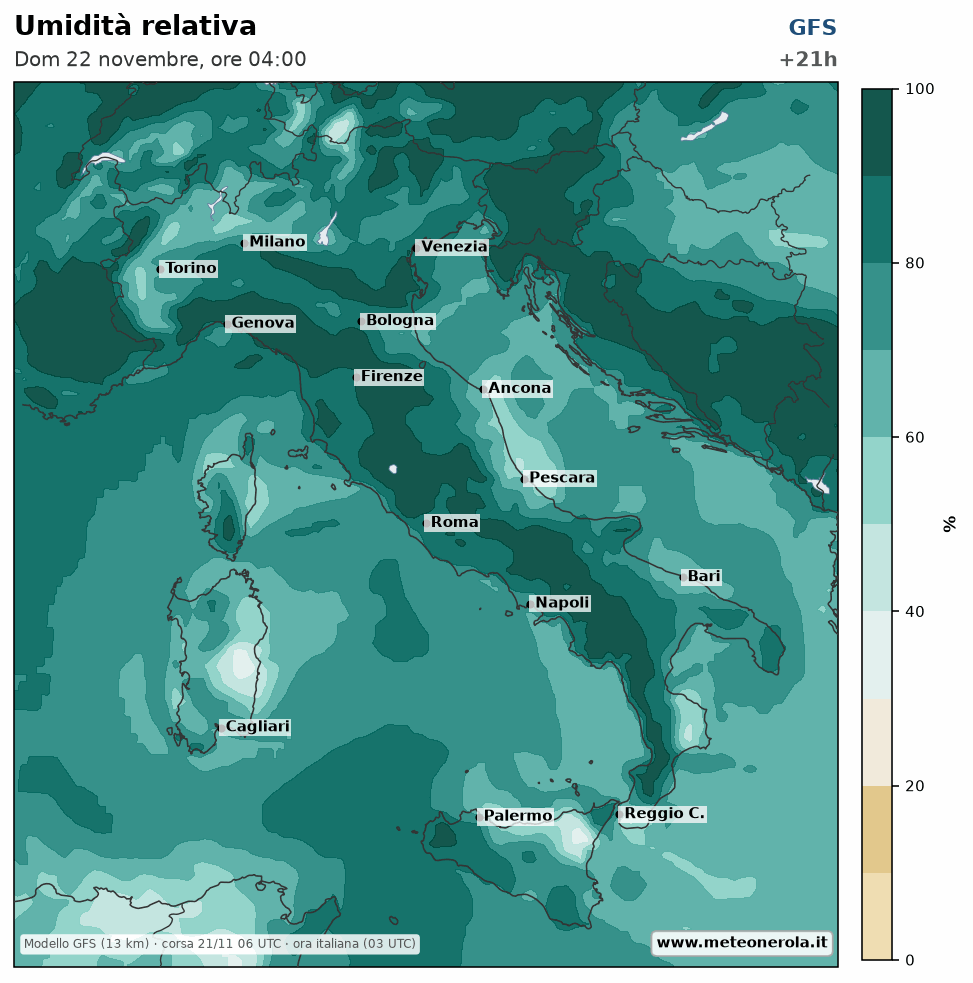 Umidità relativa
GFS
Dom 22 novembre, ore 04:00
+21h
100
80
60
40
20
0
%
Milano
Venezia
Torino
Genova
Bologna
Firenze
Ancona
Pescara
Roma
Bari
Napoli
Cagliari
Palermo
Reggio C.
Modello GFS (13 km) · corsa 21/11 06 UTC · ora italiana (03 UTC)
www.meteonerola.it